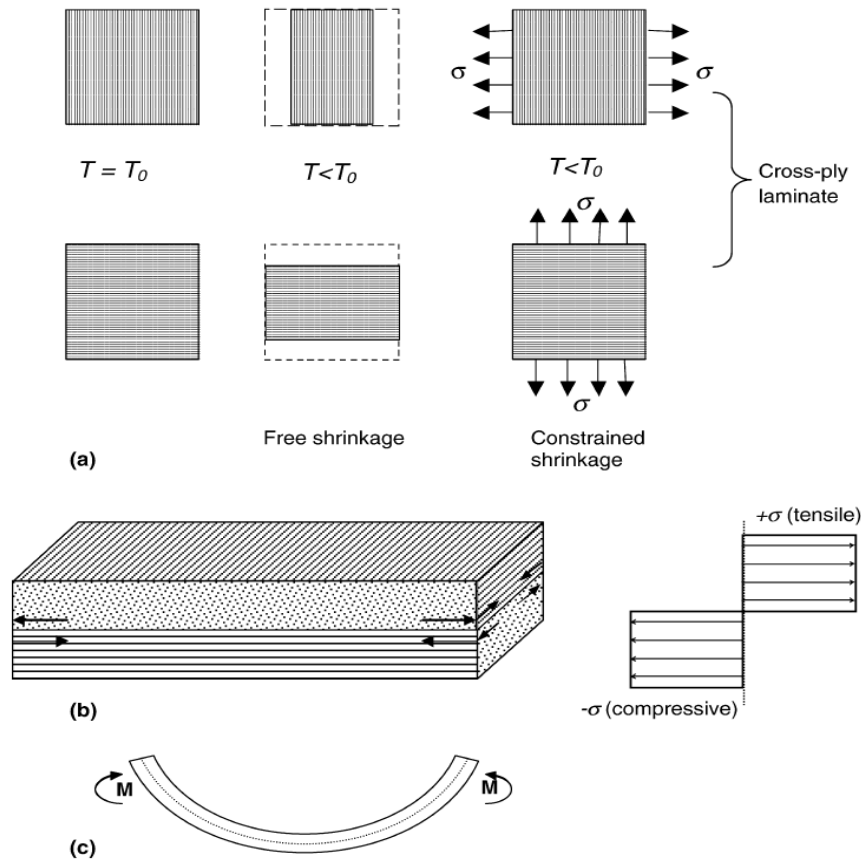 σ
σ
T = T0
T<T0
T<T0
Cross-ply
laminate
σ
σ
Free shrinkage
Constrained
shrinkage
(a)
+σ (tensile)
-σ (compressive)
(b)
M
M
(c)